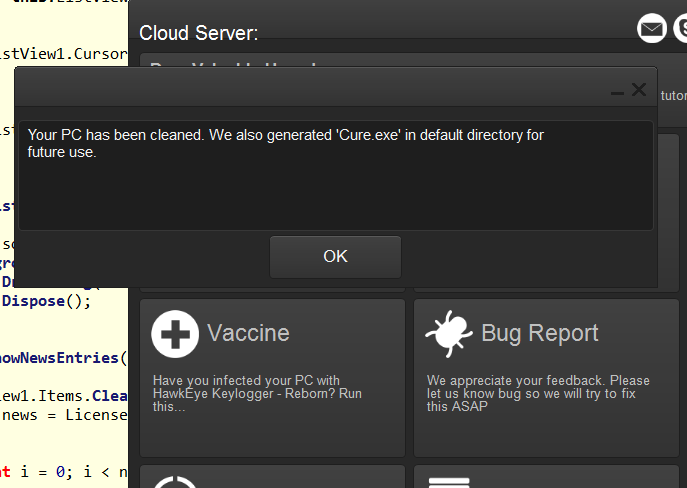 Cloud Server:
istView1.Cursor
tutor
Your PC has been cleaned. We also generated 'Cure.exe' in default directory for
future use.
OK
Dispose();
Vaccine
Bug Report
howNewsEntries(
Have you infected your PC with
HawkEye Keylogger - Reborn? Run
this...
We appreciate your feedback. Please
let us know bug so we will try to fix
this ASAP
iew1.Items.Clea
news = License
nt i = 0; i < n